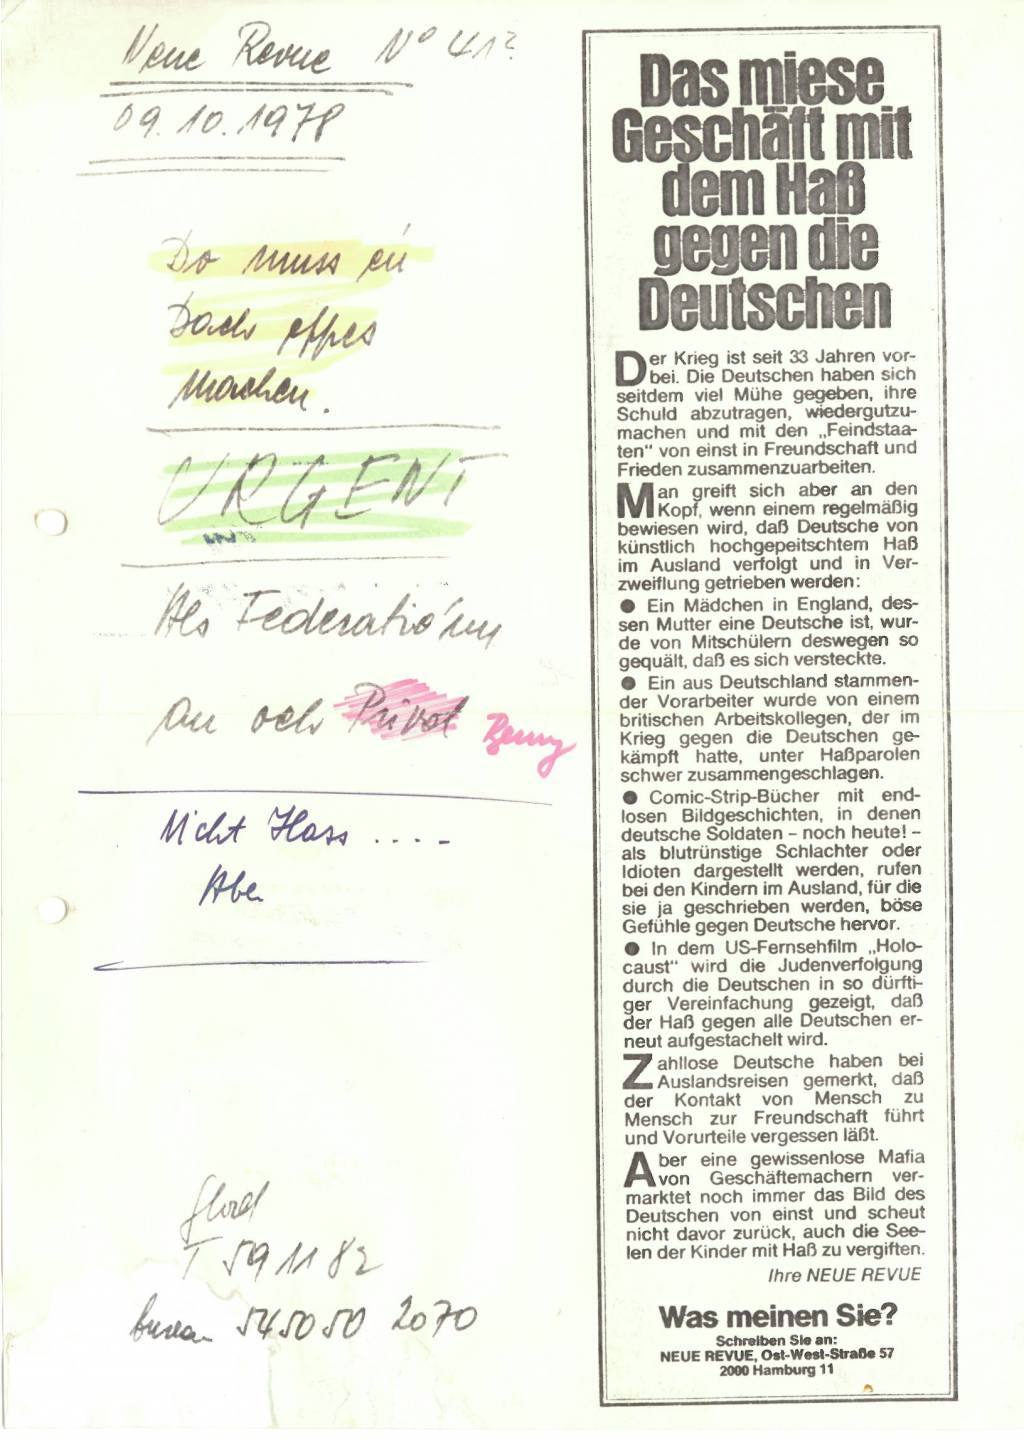 Neue Revue N° 41?
09.10.1978
Do muss en
Dach eppes
machen.
URGENT
Als Federatioun
an och Privat
Nicht Hass ....-
Aber
T 591182
bureau 545050 2070
Das miese
Geschäft mit
dem Haß
gegen die
Deutschen
Der Krieg ist seit 33 Jahren vor-
bei. Die Deutschen haben sich
seitdem viel Mühe gegeben, ihre
Schuld abzutragen, wiedergutzu-
machen und mit den „Feindstaa-
ten“ von einst in Freundschaft und
Frieden zusammenzuarbeiten.
Man greift sich aber an den
Kopf, wenn einem regelmäßig
bewiesen wird, daß Deutsche von
künstlich hochgepeitschtem Haß
im Ausland verfolgt und in Ver-
zweiflung getrieben werden:
● Ein Mädchen in England, des-
sen Mutter eine Deutsche ist, wur-
de von Mitschülern deswegen so
gequält, daß es sich versteckte.
● Ein aus Deutschland stammen-
der Vorarbeiter wurde von einem
britischen Arbeitskollegen, der im
Krieg gegen die Deutschen ge-
kämpft hatte, unter Haßparolen
schwer zusammengeschlagen.
● Comic-Strip-Bücher mit end-
losen Bildgeschichten, in denen
deutsche Soldaten – noch heute! –
als blutrünstige Schlachter oder
Idioten dargestellt werden, rufen
bei den Kindern im Ausland, für die
sie ja geschrieben werden, böse
Gefühle gegen Deutsche hervor.
● In dem US-Fernsehfilm „Holo-
caust“ wird die Judenverfolgung
durch die Deutschen in so dürfti-
ger Vereinfachung gezeigt, daß
der Haß gegen alle Deutschen er-
neut aufgestachelt wird.
Zahllose Deutsche haben bei
Auslandsreisen gemerkt, daß
der Kontakt von Mensch zu
Mensch zur Freundschaft führt
und Vorurteile vergessen läßt.
Aber eine gewissenlose Mafia
von Geschäftemachern ver-
marktet noch immer das Bild des
Deutschen von einst und scheut
nicht davor zurück, auch die See-
len der Kinder mit Haß zu vergiften.
Ihre NEUE REVUE
Was meinen Sie?
Schreiben Sie an:
NEUE REVUE, Ost-West-Straße 57
2000 Hamburg 11